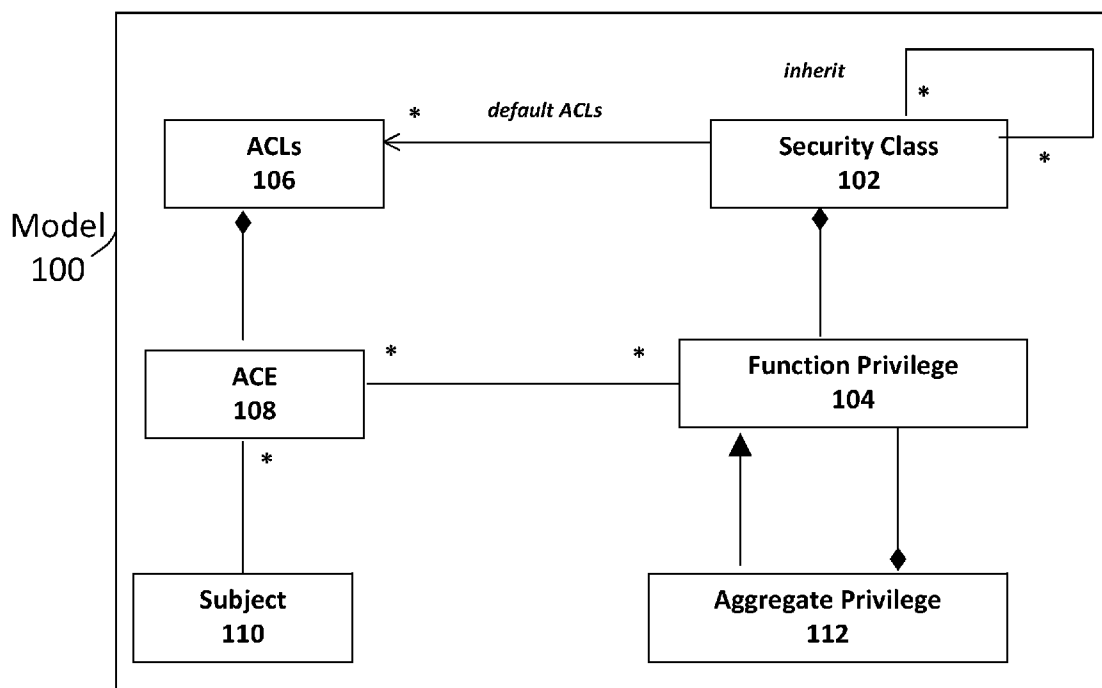 inherit
*
*
default ACLs
*
ACLs
106
Security Class
102
Model
100
*
*
ACE
108
Function Privilege
104
*
Subject
110
Aggregate Privilege
112